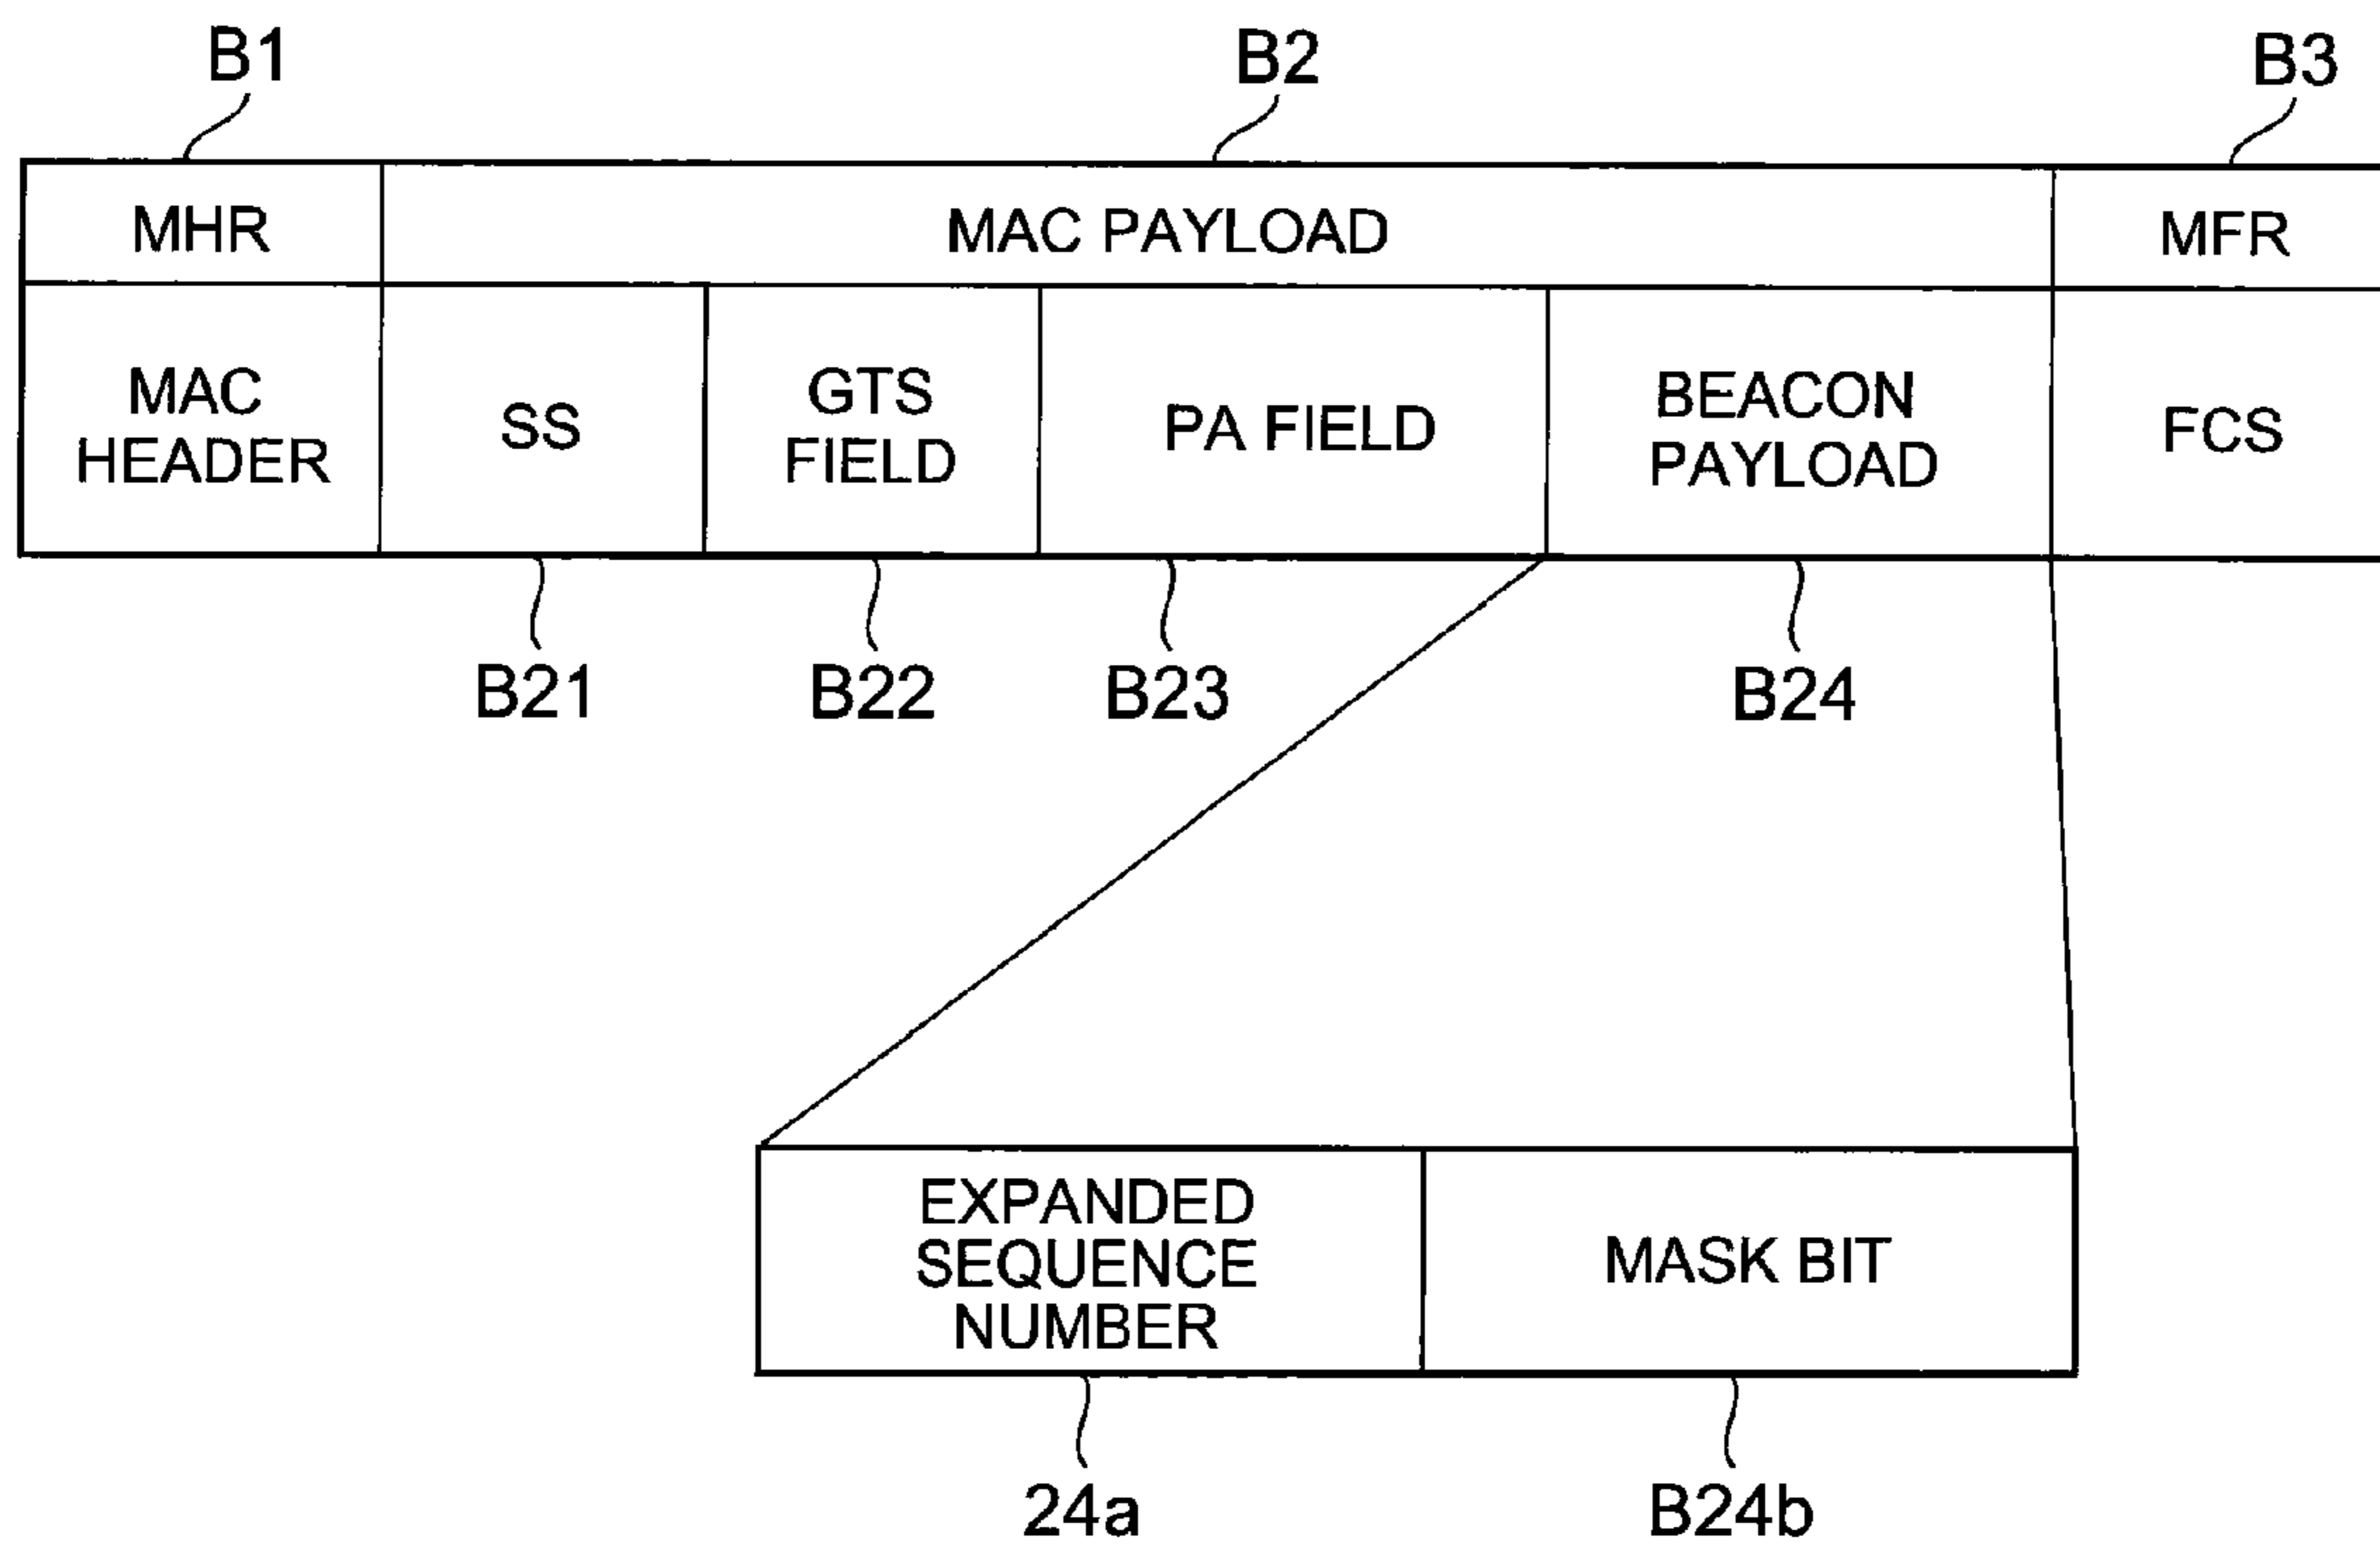 B1
B2
B3
MHR
MAC PAYLOAD
MFR
MAC
HEADER
SS
GTS
FIELD
PA FIELD
BEACON
PAYLOAD
FCS
B21
B22
B23
B24
EXPANDED
SEQUENCE
NUMBER
MASK BIT
24a
B24b